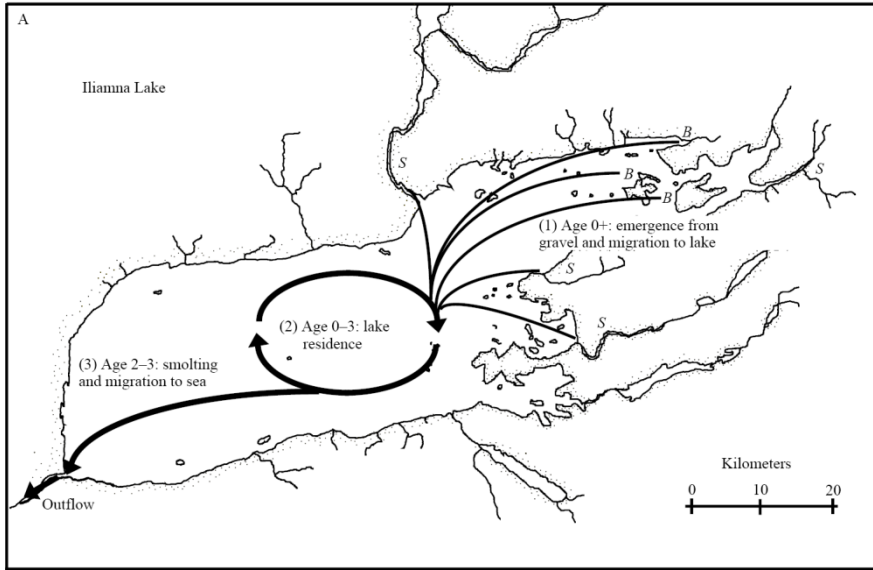 A
Iliamna Lake
B
S
S
B
B
(1) Age 0+: emergence from
gravel and migration to lake
S
(2) Age 0–3: lake
residence
S
(3) Age 2–3: smolting
and migration to sea
Kilometers
0 10 20
Outflow